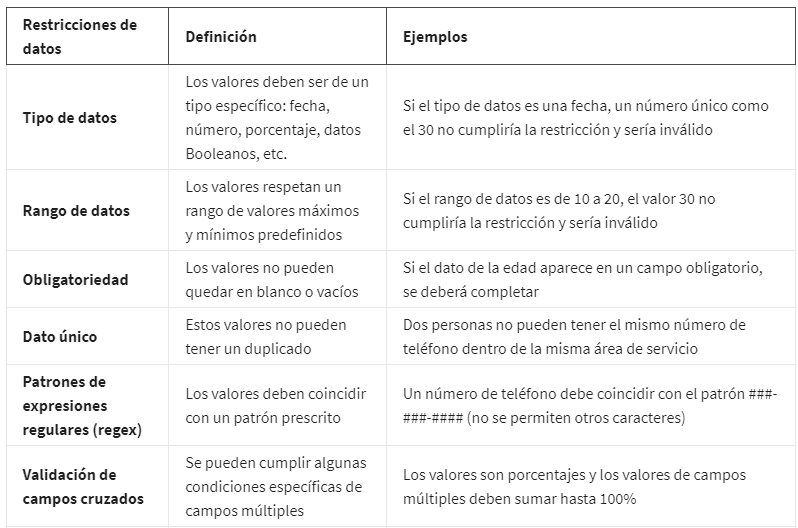 Restricciones de
datos
Definición
Ejemplos
Tipo de datos
Los valores deben ser de un
tipo específico: fecha,
número, porcentaje, datos
Booleanos, etc.
Si el tipo de datos es una fecha, un número único como
el 30 no cumpliría la restricción y sería inválido
Rango de datos
Los valores respetan un
rango de valores máximos
y mínimos predefinidos
Si el rango de datos es de 10 a 20, el valor 30 no
cumpliría la restricción y sería inválido
Obligatoriedad
Los valores no pueden
quedar en blanco o vacíos
Si el dato de la edad aparece en un campo obligatorio,
se deberá completar
Dato único
Estos valores no pueden
tener un duplicado
Dos personas no pueden tener el mismo número de
teléfono dentro de la misma área de servicio
Patrones de
expresiones
regulares (regex)
Los valores deben coincidir
con un patrón prescrito
Un número de teléfono debe coincidir con el patrón ###-
###-#### (no se permiten otros caracteres)
Validación de
campos cruzados
Se pueden cumplir algunas
condiciones específicas de
campos múltiples
Los valores son porcentajes y los valores de campos
múltiples deben sumar hasta 100%